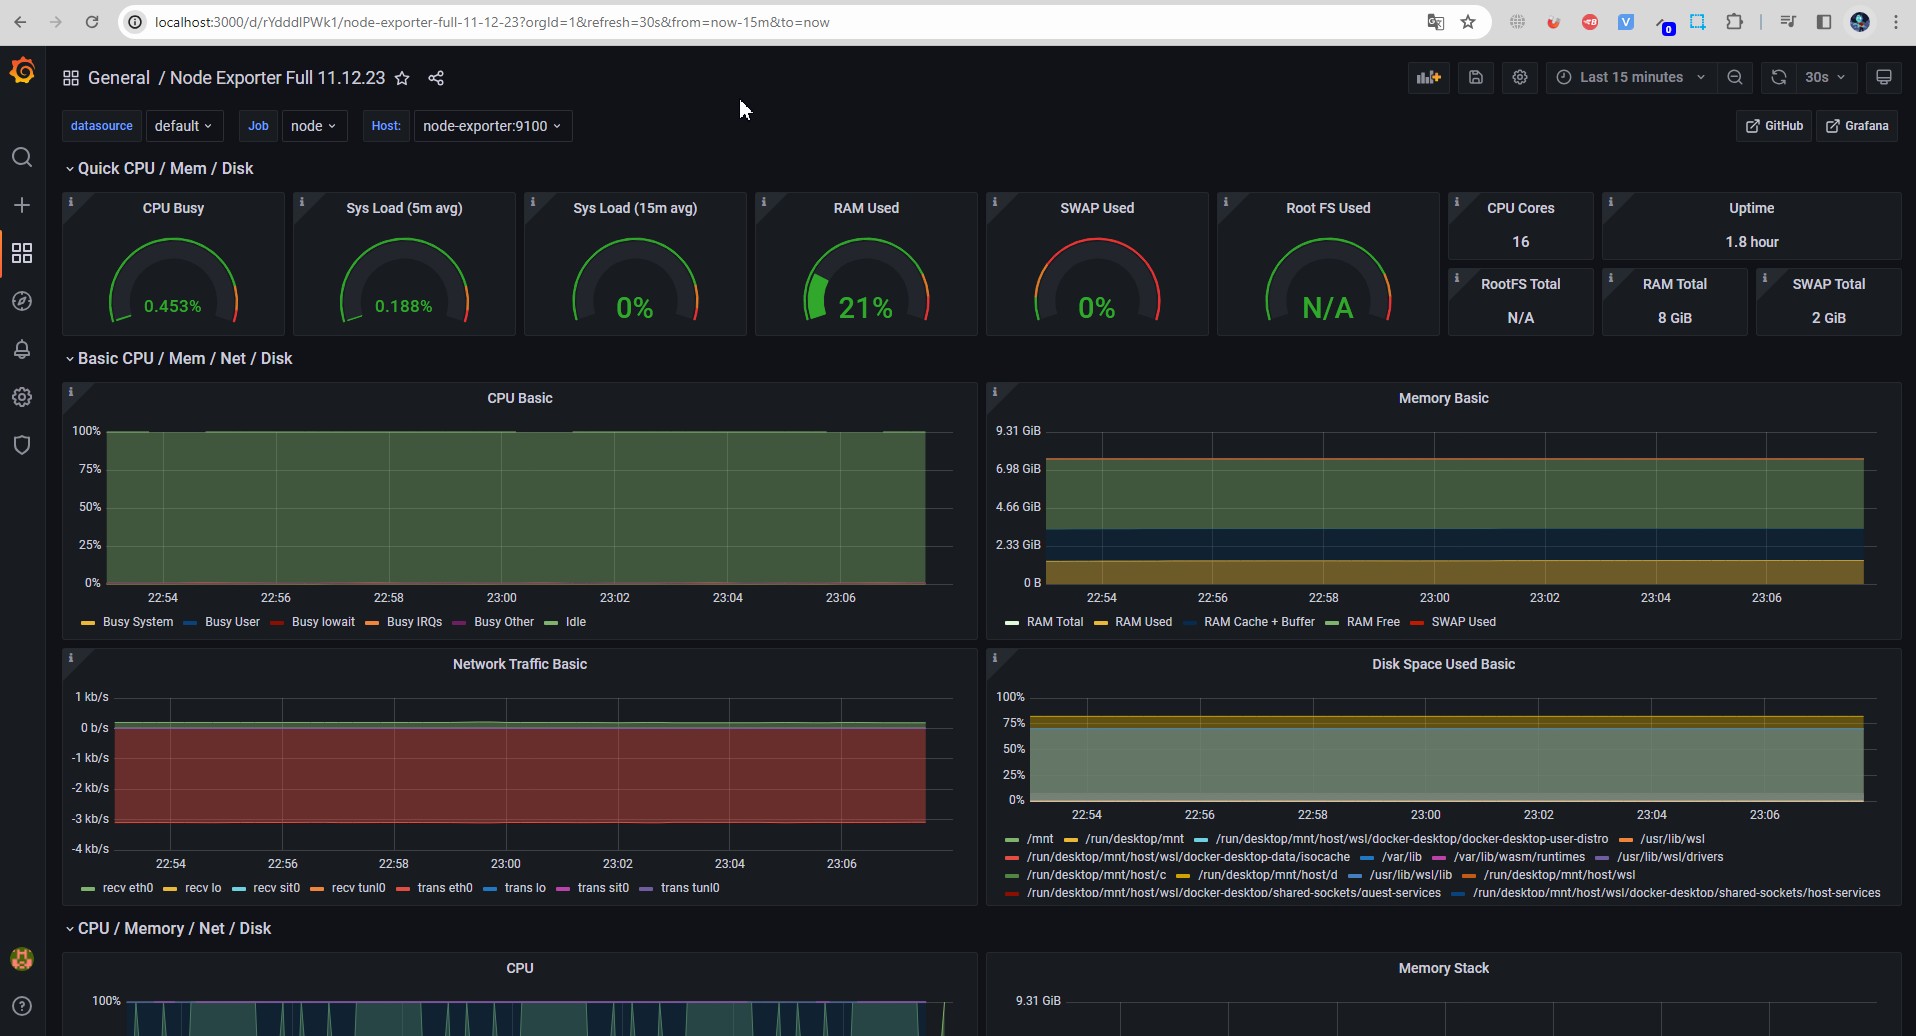 localhost:3000/d/rYdddlPWk1/node-exporter-full-11-12-23?orgId=1&refresh=30s&from=now-15m&to=now
0
General / Node Exporter Full 11.12.23
Last 15 minutes
30s
datasource default Job node Host: node-exporter:9100
GitHub Grafana
Quick CPU / Mem / Disk
CPU Busy
0.453%
Sys Load (5m avg)
0.188%
Sys Load (15m avg)
0%
RAM Used
21%
SWAP Used
0%
Root FS Used
N/A
CPU Cores
16
Uptime
1.8 hour
RootFS Total
N/A
RAM Total
8 GiB
SWAP Total
2 GiB
Basic CPU / Mem / Net / Disk
CPU Basic
100%
75%
50%
25%
0%
22:54 22:56 22:58 23:00 23:02 23:04 23:06
Busy System Busy User Busy Iowait Busy IRQs Busy Other Idle
Memory Basic
9.31 GiB
6.98 GiB
4.66 GiB
2.33 GiB
0 B
22:54 22:56 22:58 23:00 23:02 23:04 23:06
RAM Total RAM Used RAM Cache + Buffer RAM Free SWAP Used
Network Traffic Basic
1 kb/s
0 b/s
-1 kb/s
-2 kb/s
-3 kb/s
-4 kb/s
22:54 22:56 22:58 23:00 23:02 23:04 23:06
recv eth0 recv lo recv sit0 recv tunl0 trans eth0 trans lo trans sit0 trans tunl0
Disk Space Used Basic
100%
75%
50%
25%
0%
22:54 22:56 22:58 23:00 23:02 23:04 23:06
/mnt /run/desktop/mnt /run/desktop/mnt/host/wsl/docker-desktop/docker-desktop-user-distro /usr/lib/wsl
/run/desktop/mnt/host/wsl/docker-desktop-data/isocache /var/lib /var/lib/wasm/runtimes /usr/lib/wsl/drivers
/run/desktop/mnt/host/c /run/desktop/mnt/host/d /usr/lib/wsl/lib /run/desktop/mnt/host/wsl
/run/desktop/mnt/host/wsl/docker-desktop/shared-sockets/guest-services /run/desktop/mnt/host/wsl/docker-desktop/shared-sockets/host-services
CPU / Memory / Net / Disk
CPU
100%
Memory Stack
9.31 GiB